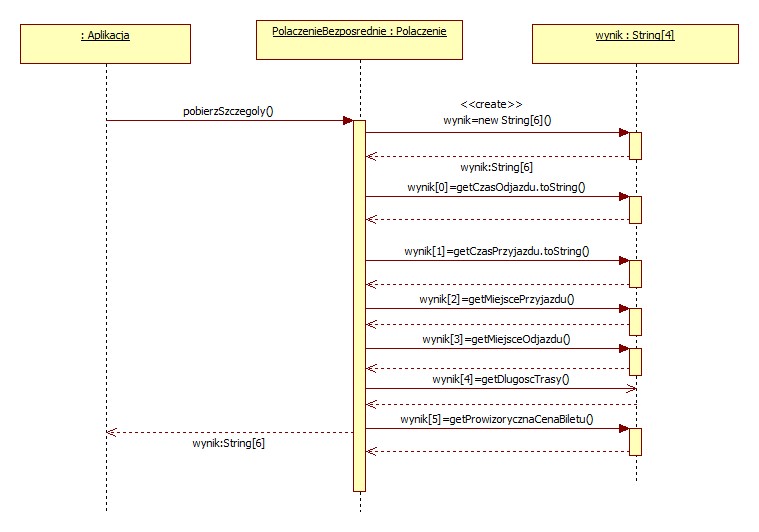 : Aplikacja
PolaczenieBezposrednie : Polaczenie
wynik : String[4]
pobierzSzczegoly()
<<create>>
wynik=new String[6]()
wynik:String[6]
wynik[0]=getCzasOdjazdu.toString()
wynik[1]=getCzasPrzyjazdu.toString()
wynik[2]=getMiejscePrzyjazdu()
wynik[3]=getMiejsceOdjazdu()
wynik[4]=getDlugoscTrasy()
wynik[5]=getProwizorycznaCenaBiletu()
wynik:String[6]